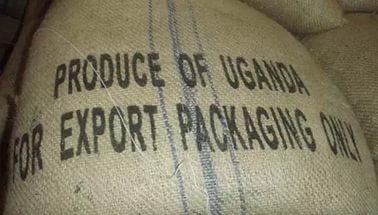 PRODUCE OF UGANDA
FOR EXPORT PACKAGING ONLY